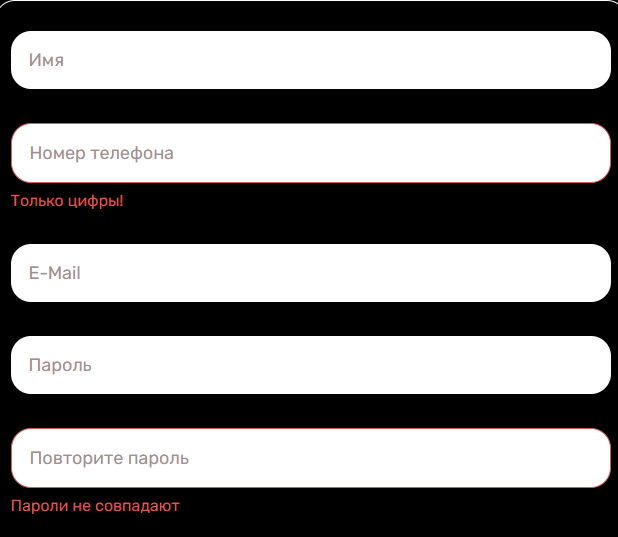 Имя
Номер телефона
Только цифры!
E-Mail
Пароль
Повторите пароль
Пароли не совпадают